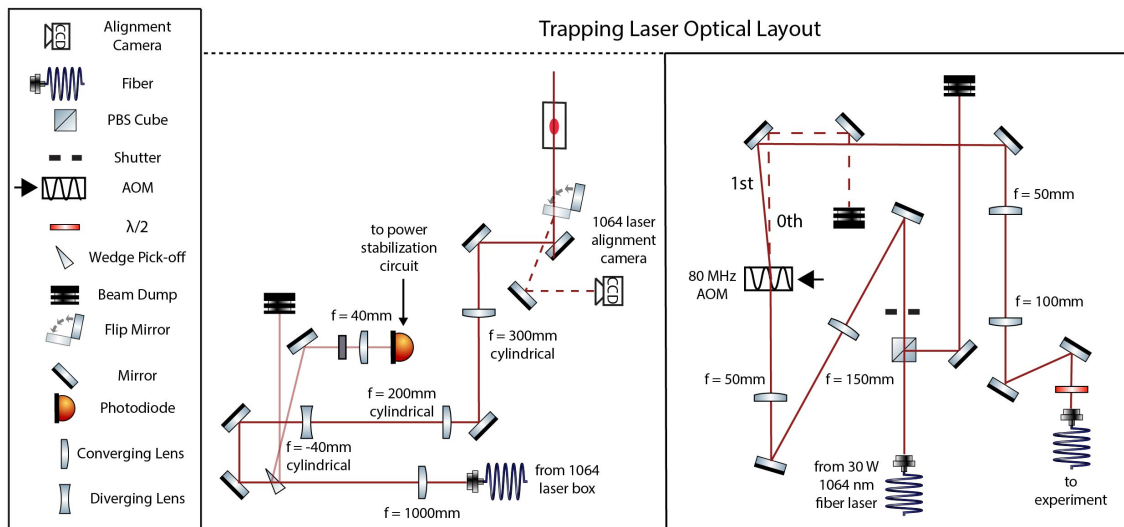 Trapping Laser Optical Layout
Alignment
Camera
CCD
Fiber
PBS Cube
Shutter
AOM
λ/2
Wedge Pick-off
Beam Dump
Flip Mirror
Mirror
Photodiode
Converging Lens
Diverging Lens
1064 laser
alignment
camera
CCD
to power
stabilization
circuit
f = 40mm
f = 300mm
cylindrical
f = 200mm
cylindrical
f = -40mm
cylindrical
from 1064
laser box
f = 1000mm
1st
0th
80 MHz
AOM
f = 50mm
f = 100mm
f = 50mm
f = 150mm
from 30 W
1064 nm
fiber laser
to
experiment